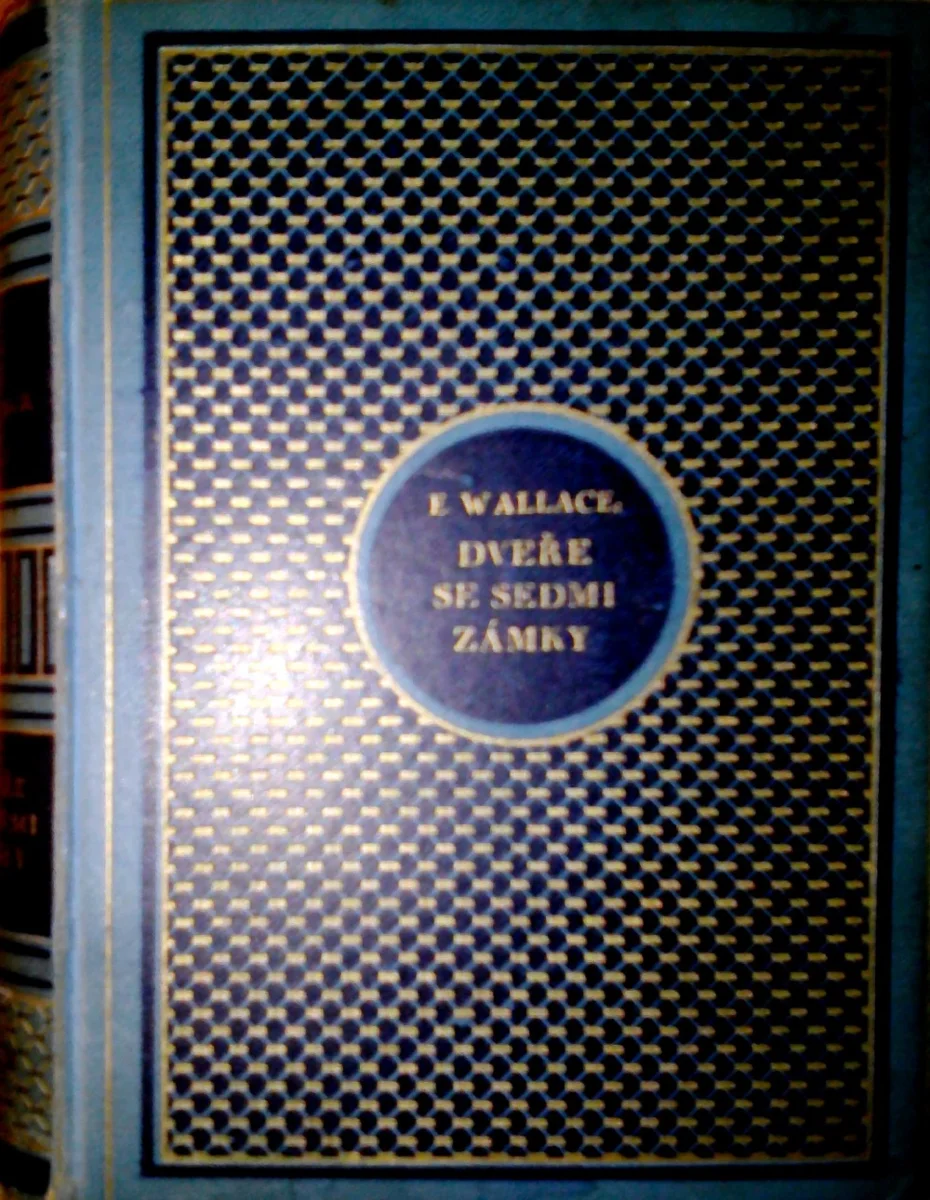 E. WALLACE:
DVEŘE
SE SEDMI
ZÁMKY